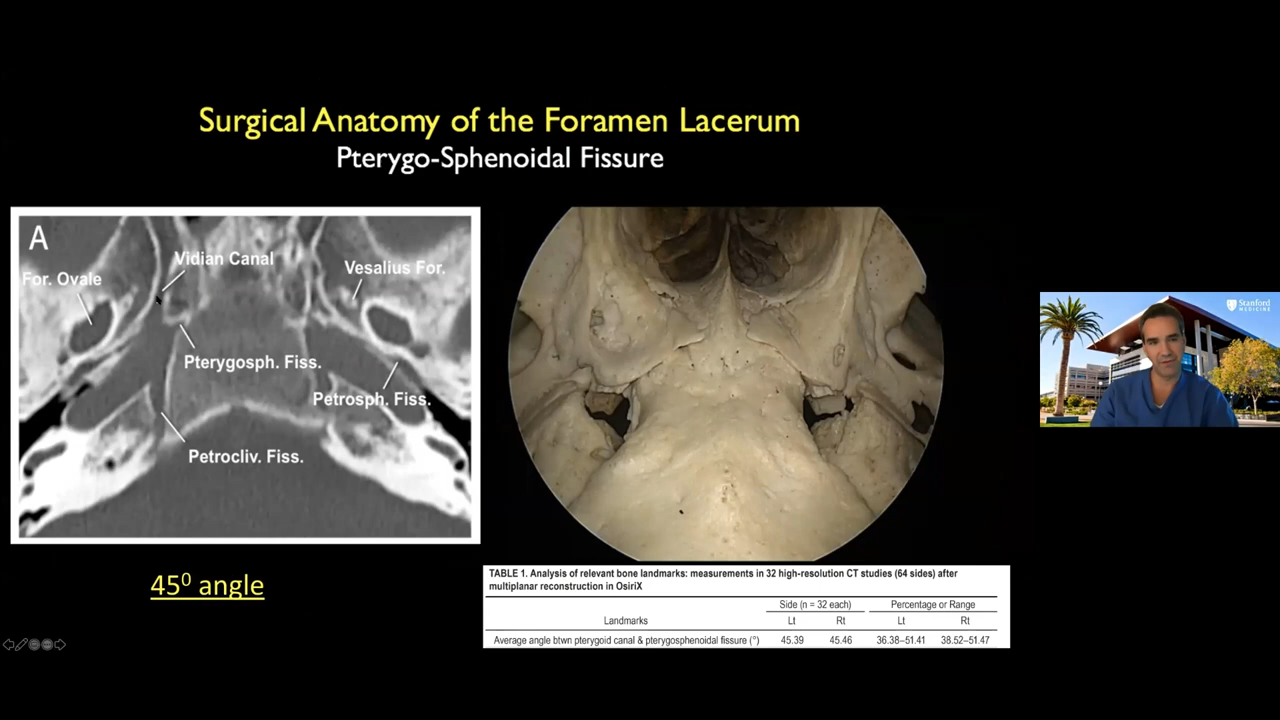 Surgical Anatomy of the Foramen Lacerum
Pterygo-Sphenoidal Fissure
A
For. Ovale
Vidian Canal
Vesalius For.
Pterygosph. Fiss.
Petrosph. Fiss.
Petrocliv. Fiss.
45⁰ angle
TABLE 1. Analysis of relevant bone landmarks: measurements in 32 high-resolution CT studies (64 sides) after
multiplanar reconstruction in OsiriX
Side (n = 32 each) Percentage or Range
Landmarks Lt Rt Lt Rt
Average angle btwn pterygoid canal & pterygosphenoidal fissure (°) 45.39 45.46 36.38–51.41 38.52–51.47
Stanford
MEDICINE